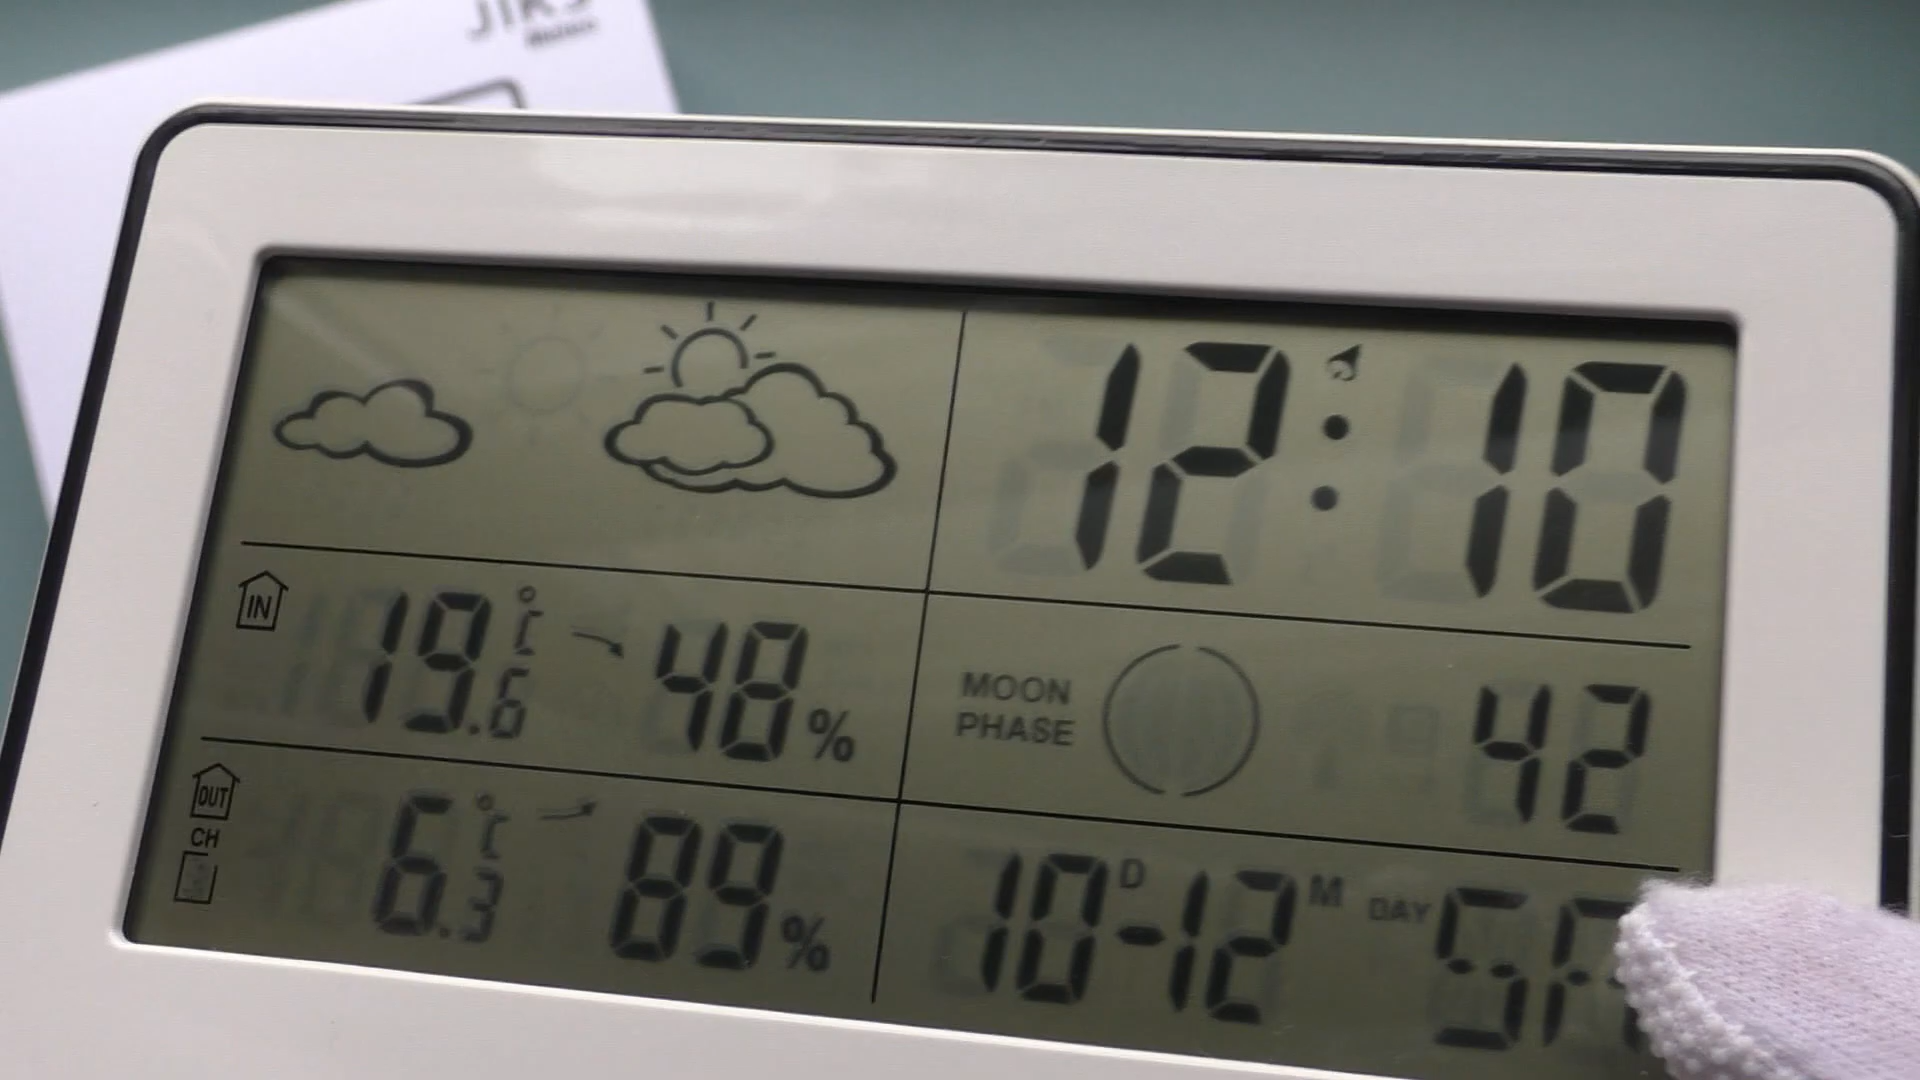 12:10
IN 19.6 °C 48%
MOON
PHASE
42
OUT 6.3 °C 89%
CH
10 D -12 M DAY